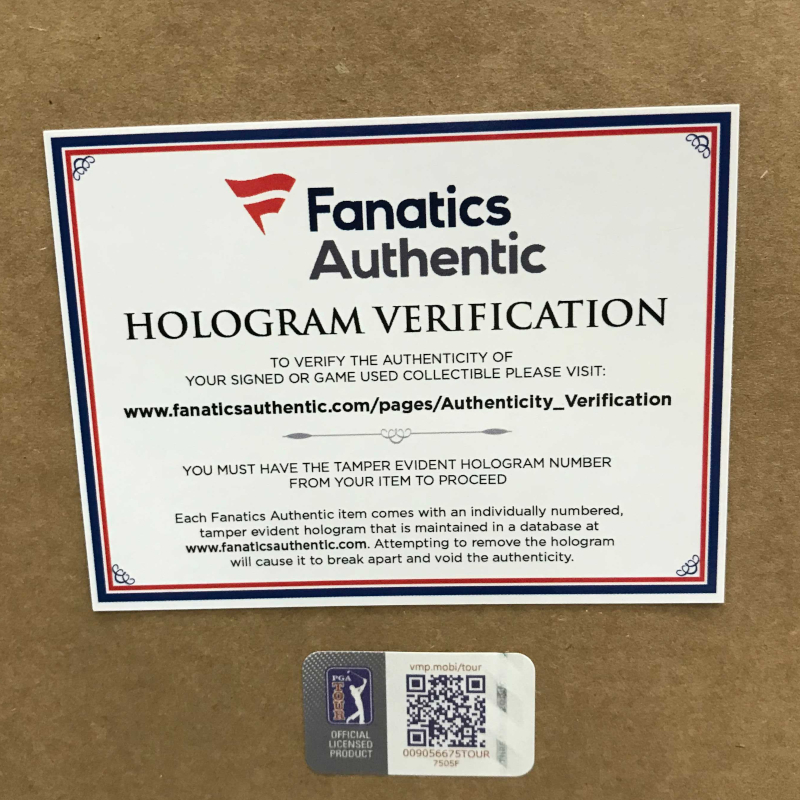 Fanatics
Authentic
HOLOGRAM VERIFICATION
TO VERIFY THE AUTHENTICITY OF
YOUR SIGNED OR GAME USED COLLECTIBLE PLEASE VISIT:
www.fanaticsauthentic.com/pages/Authenticity_Verification
YOU MUST HAVE THE TAMPER EVIDENT HOLOGRAM NUMBER
FROM YOUR ITEM TO PROCEED
Each Fanatics Authentic item comes with an individually numbered,
tamper evident hologram that is maintained in a database at
www.fanaticsauthentic.com. Attempting to remove the hologram
will cause it to break apart and void the authenticity.
PGA
TOUR
OFFICIAL
LICENSED
PRODUCT
vmp.mobi/tour
009056675TOUR
7505F